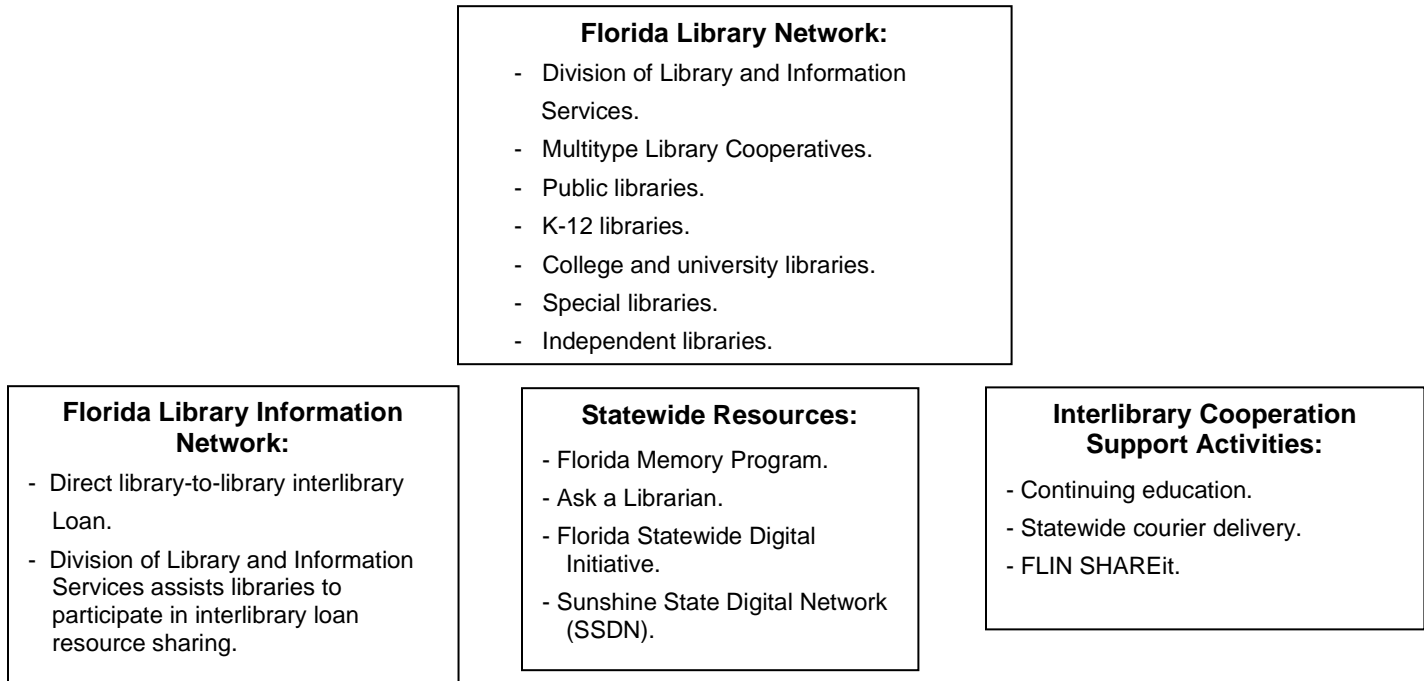 Florida Library Network:
- Division of Library and Information
Services.
- Multitype Library Cooperatives.
- Public libraries.
- K-12 libraries.
- College and university libraries.
- Special libraries.
- Independent libraries.
Florida Library Information
Network:
- Direct library-to-library interlibrary
Loan.
- Division of Library and Information
Services assists libraries to
participate in interlibrary loan
resource sharing.
Statewide Resources:
- Florida Memory Program.
- Ask a Librarian.
- Florida Statewide Digital
Initiative.
- Sunshine State Digital Network
(SSDN).
Interlibrary Cooperation
Support Activities:
- Continuing education.
- Statewide courier delivery.
- FLIN SHAREit.